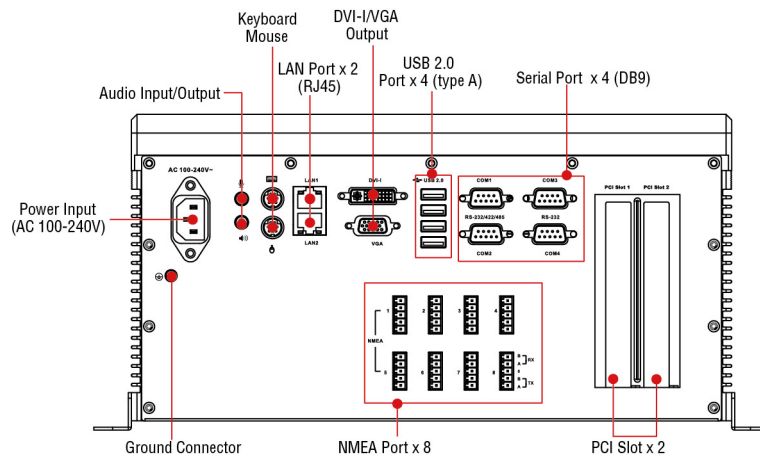 Keyboard
Mouse
DVI-I/VGA
Output
LAN Port x 2
(RJ45)
USB 2.0
Port x 4 (type A)
Serial Port x 4 (DB9)
Audio Input/Output
AC 100-240V~
LAN1
DVI-I
USB 2.0
COM1
COM3
PCI Slot 1
PCI Slot 2
Power Input
(AC 100-240V)
RS-232/422/485
RS-232
LAN2
VGA
COM2
COM4
1
2
3
4
NMEA
5
6
7
8
B
A
RX
B
A
TX
Ground Connector
NMEA Port x 8
PCI Slot x 2